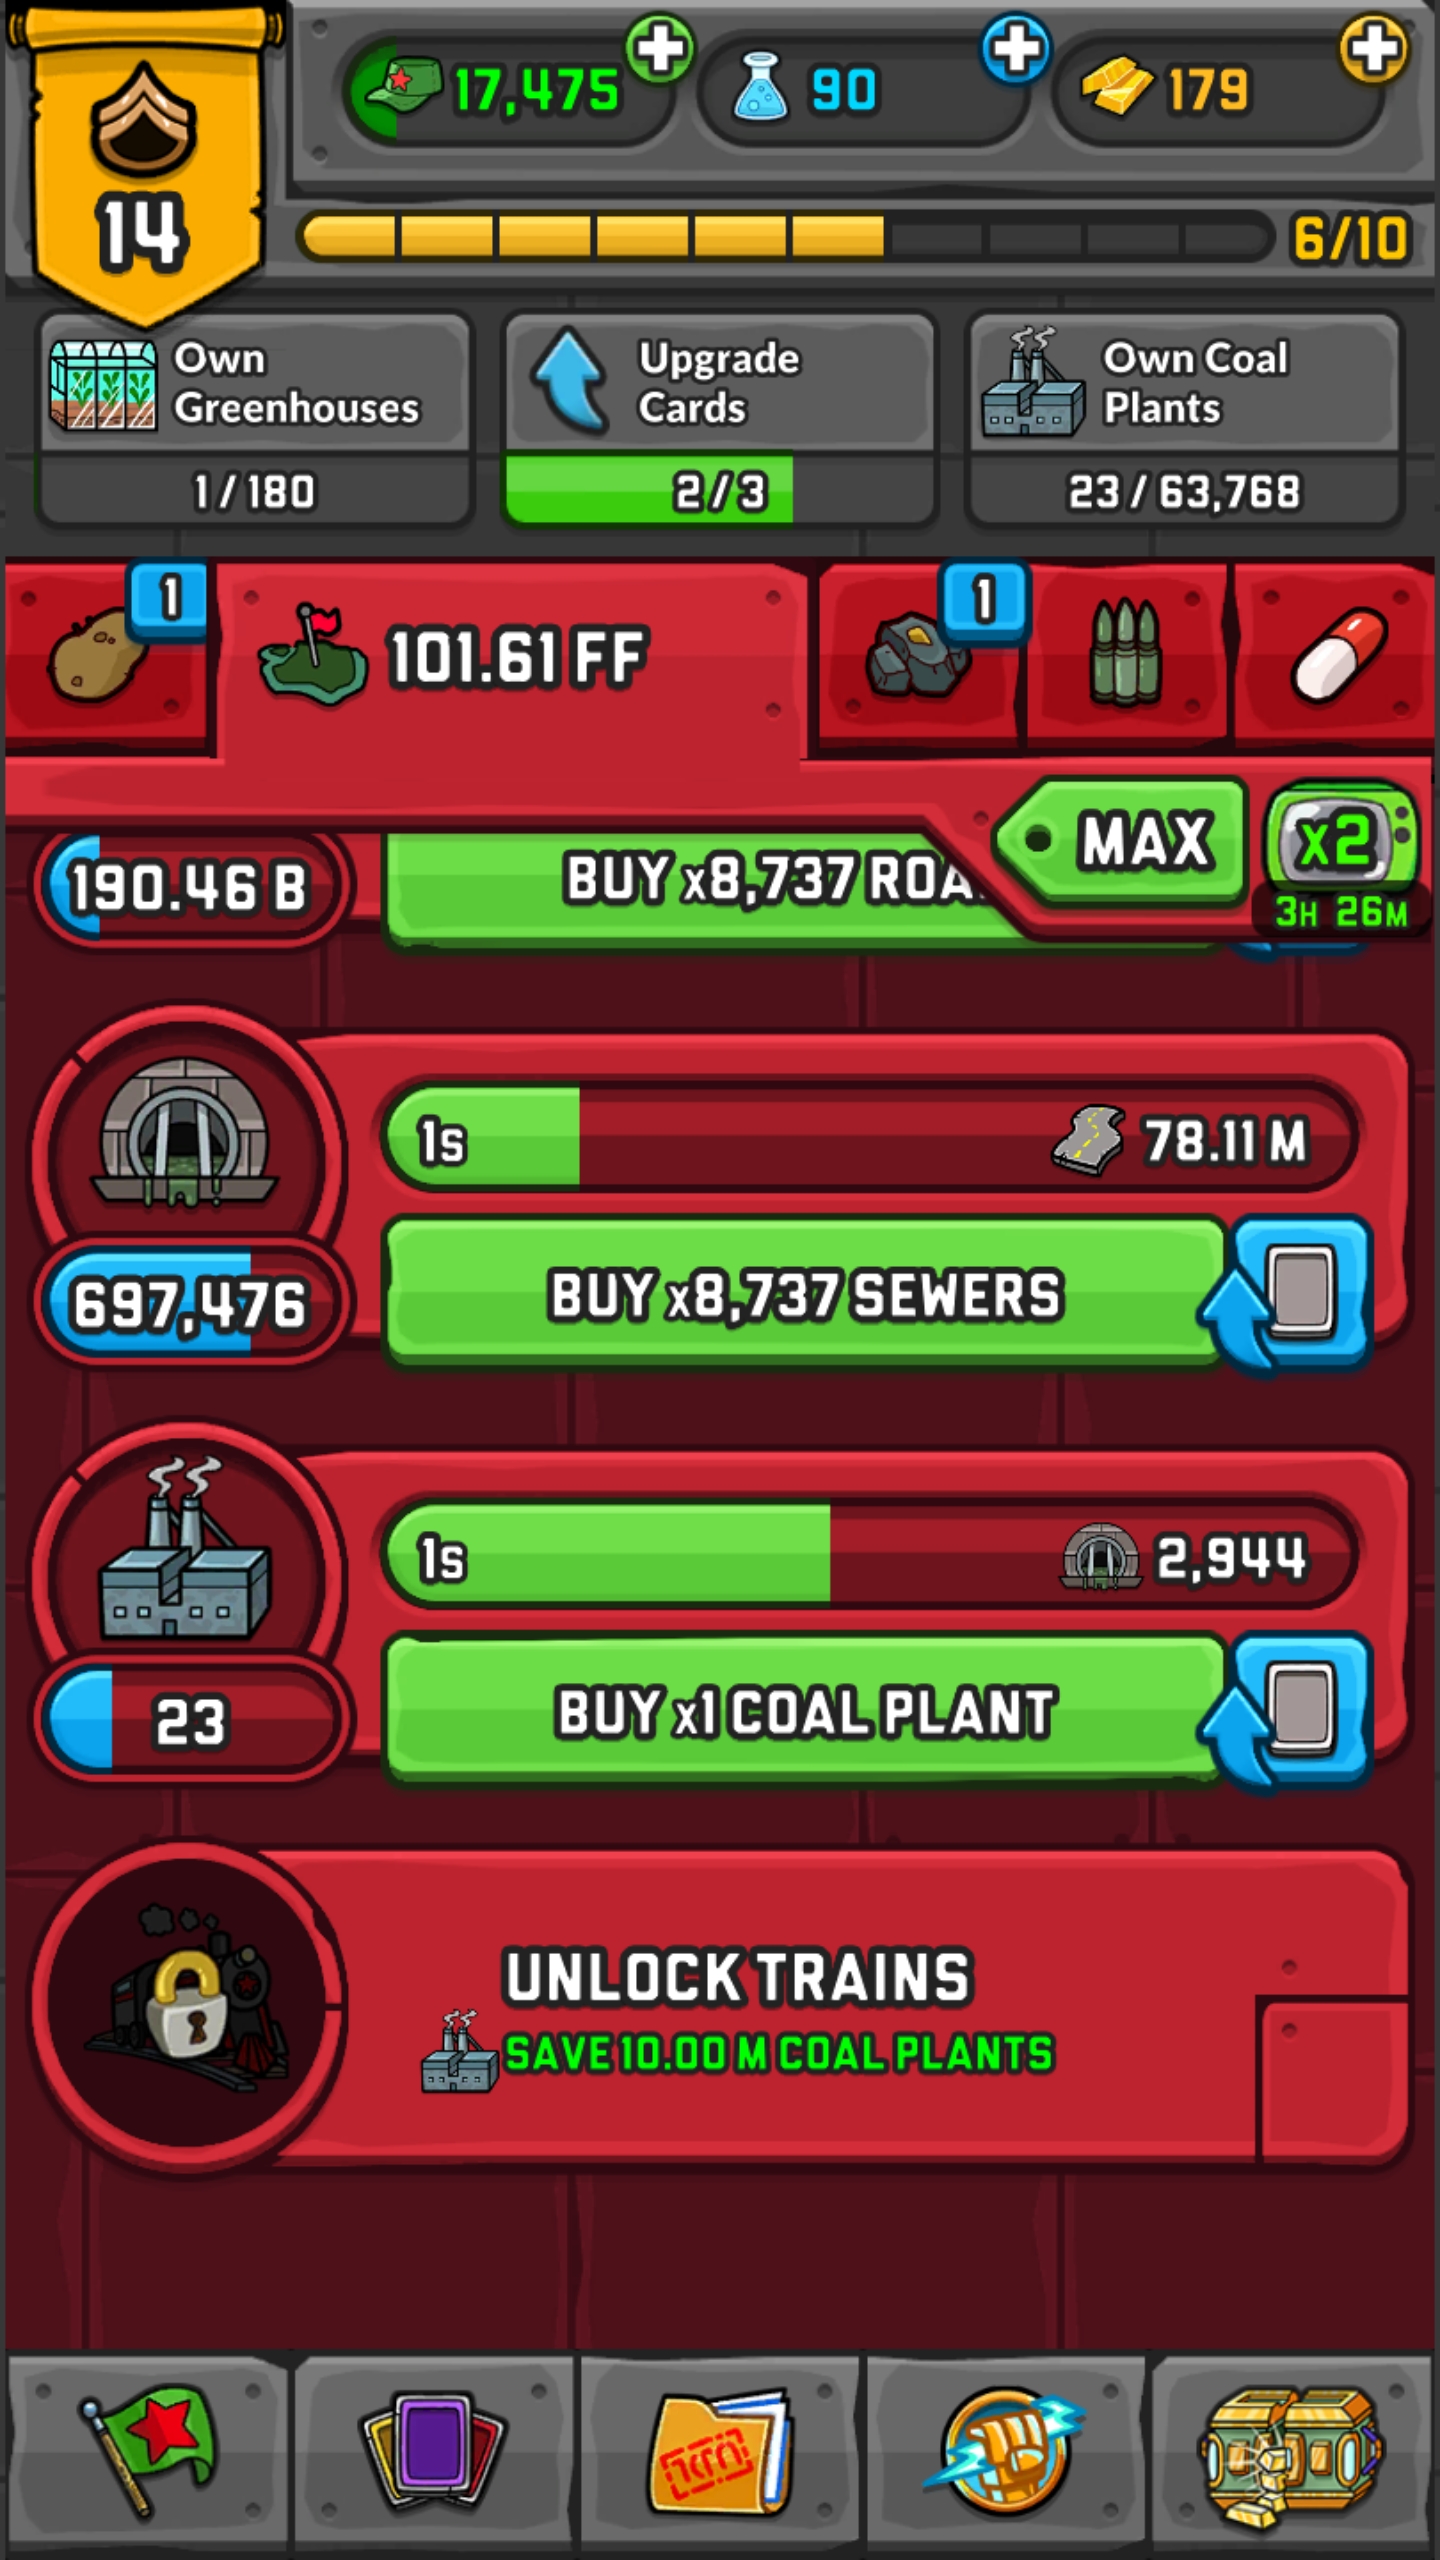 17,475
90
179
14
6/10
Own
Greenhouses
1/180
Upgrade
Cards
2/3
Own Coal
Plants
23/63,768
1
101.61 FF
1
MAX
x2
3H 26M
190.46 B
BUY x8,737
1s
78.11 M
697,476
BUY x8,737 SEWERS
1s
2,944
23
BUY x1 COAL PLANT
UNLOCK TRAINS
SAVE 10.00 M COAL PLANTS